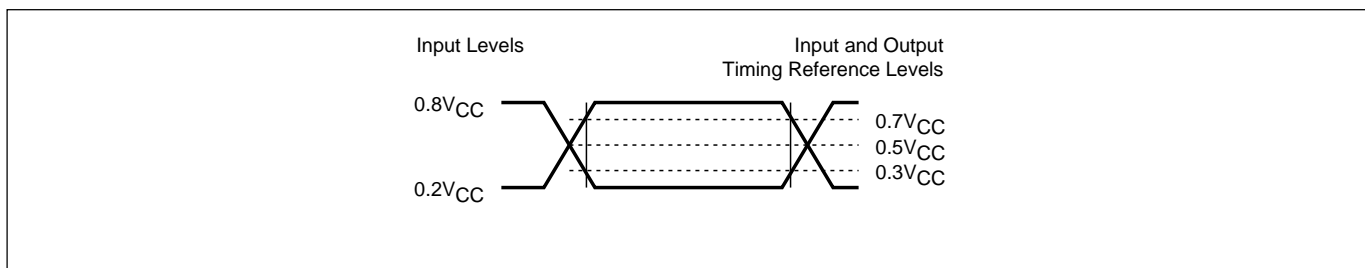 Input Levels
Input and Output
Timing Reference Levels
0.8VCC
0.2VCC
0.7VCC
0.5VCC
0.3VCC